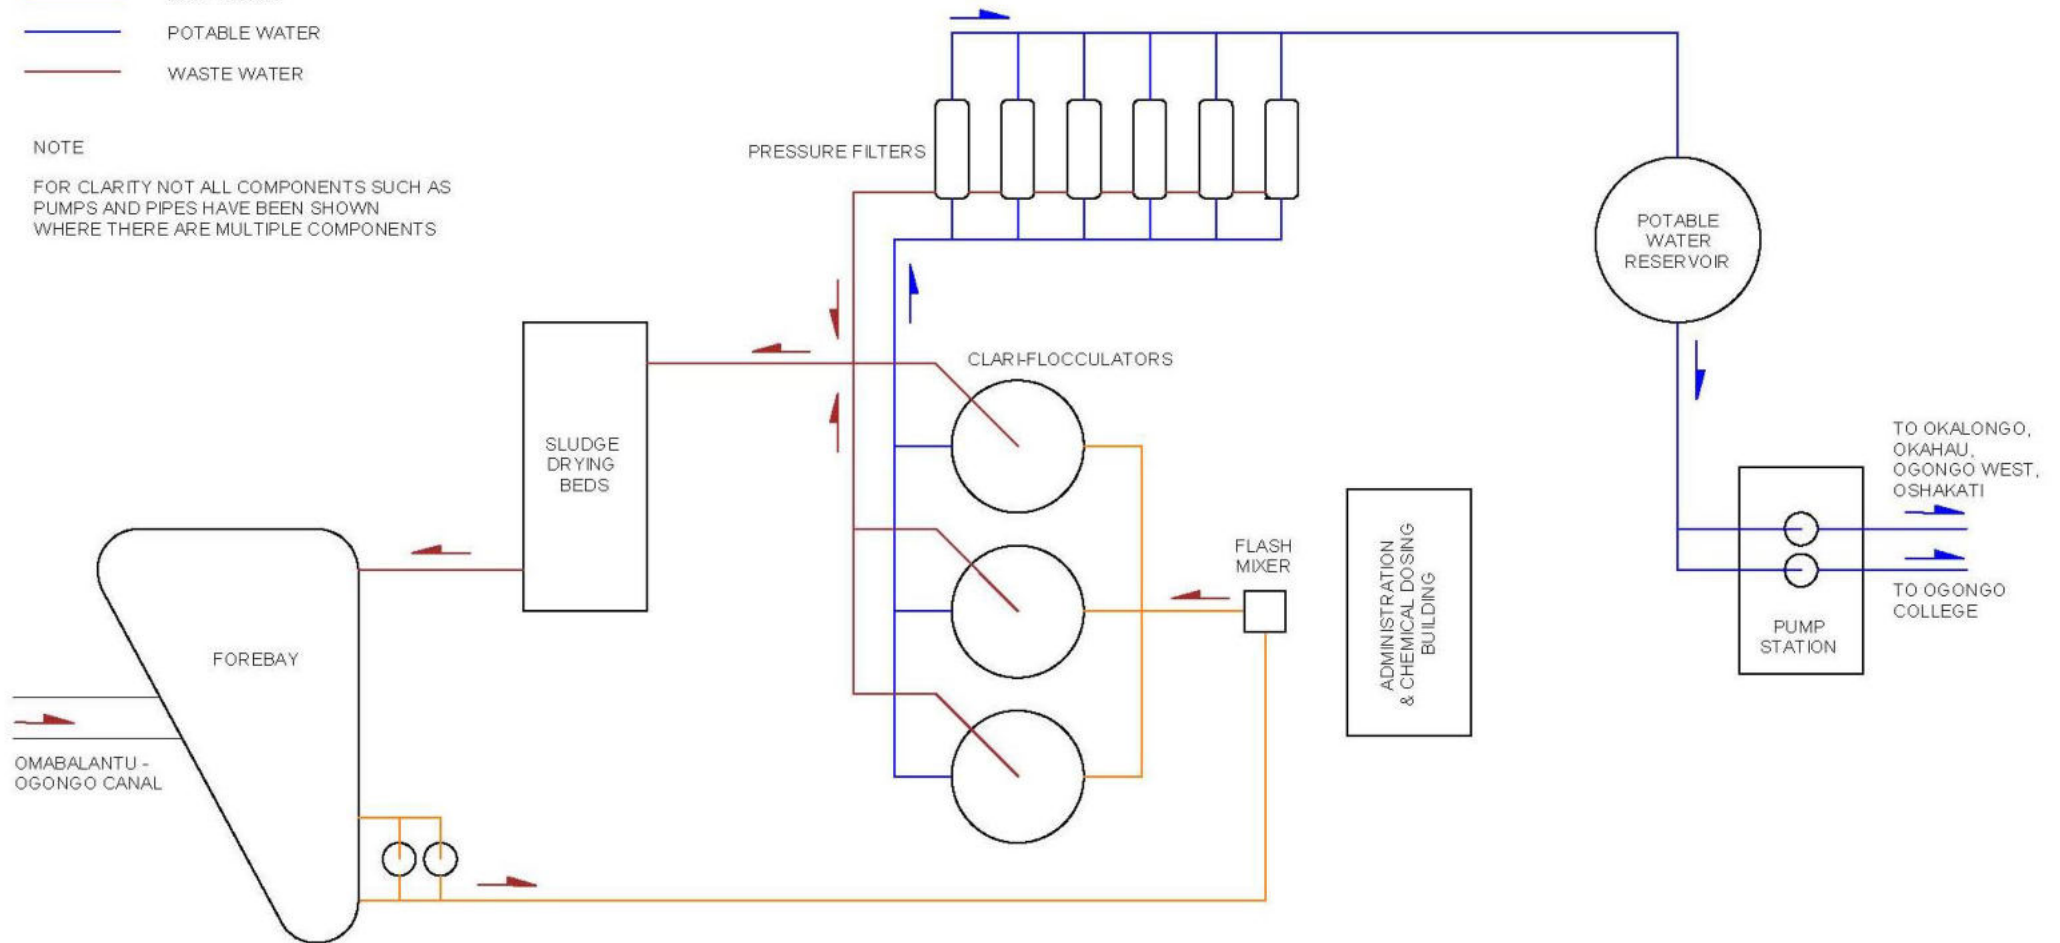 POTABLE WATER
WASTE WATER
NOTE
FOR CLARITY NOT ALL COMPONENTS SUCH AS
PUMPS AND PIPES HAVE BEEN SHOWN
WHERE THERE ARE MULTIPLE COMPONENTS
PRESSURE FILTERS
POTABLE
WATER
RESERVOIR
CLARI-FLOCCULATORS
SLUDGE
DRYING
BEDS
TO OKALONGO,
OKAHAU,
OGONGO WEST,
OSHAKATI
FLASH
MIXER
ADMINISTRATION
& CHEMICAL DOSING
BUILDING
TO OGONGO
COLLEGE
PUMP
STATION
FOREBAY
OMABALANTU -
OGONGO CANAL